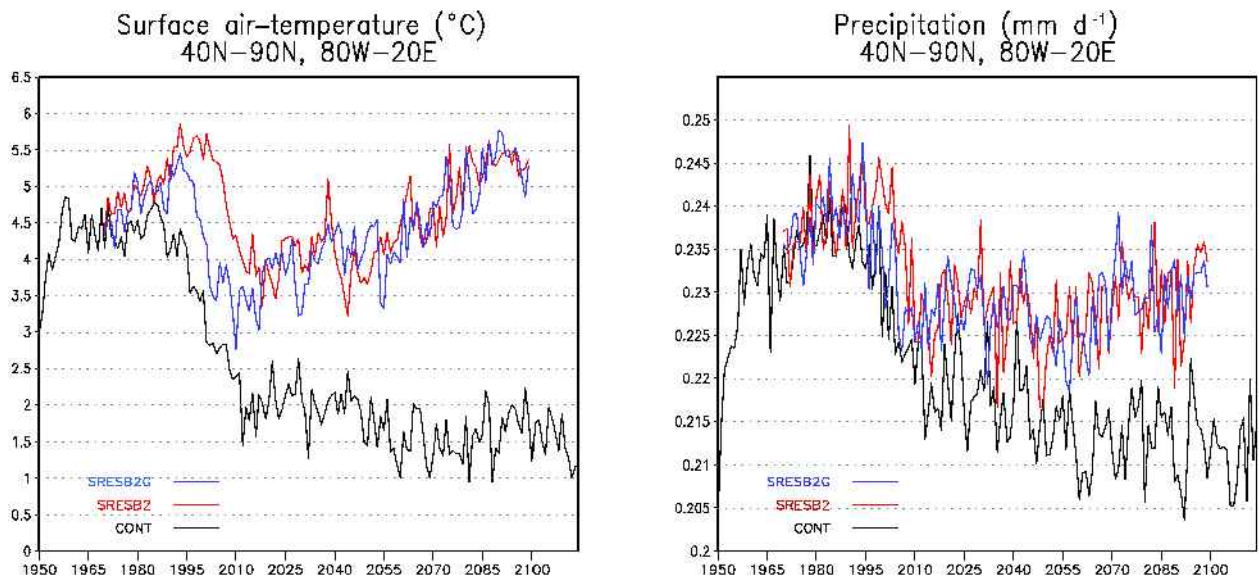 Surface air-temperature (°C)
40N-90N, 80W-20E
6.5
6
5.5
5
4.5
4
3.5
3
2.5
2
1.5
1
0.5
0
SRESB2G
SRESB2
CONT
1950 1965 1980 1995 2010 2025 2040 2055 2070 2085 2100
Precipitation (mm d⁻¹)
40N-90N, 80W-20E
0.25
0.245
0.24
0.235
0.23
0.225
0.22
0.215
0.21
0.205
0.2
SRESB2G
SRESB2
CONT
1950 1965 1980 1995 2010 2025 2040 2055 2070 2085 2100